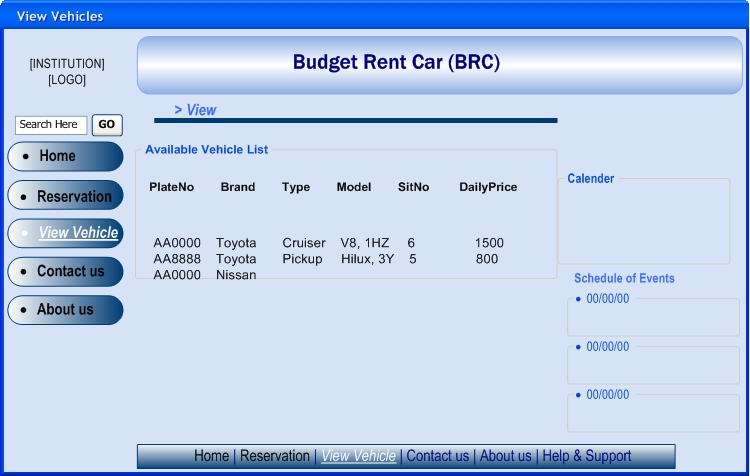 View Vehicles
[INSTITUTION]
[LOGO]
Budget Rent Car (BRC)
Search Here GO
> View
• Home
• Reservation
• View Vehicle
• Contact us
• About us
Available Vehicle List
PlateNo Brand Type Model SitNo DailyPrice
AA0000 Toyota Cruiser V8, 1HZ 6 1500
AA8888 Toyota Pickup Hilux, 3Y 5 800
AA0000 Nissan
Calender
Schedule of Events
• 00/00/00
• 00/00/00
• 00/00/00
Home | Reservation | View Vehicle | Contact us | About us | Help & Support